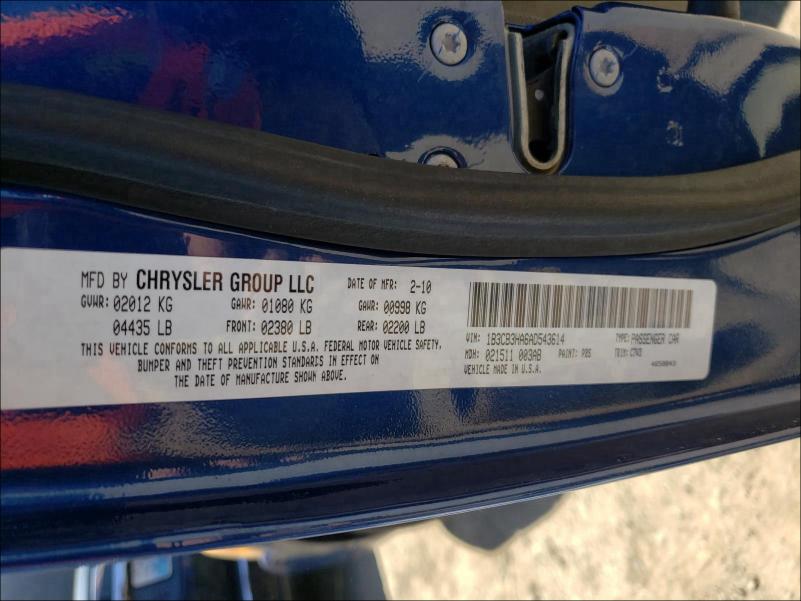 MFD BY CHRYSLER GROUP LLC DATE OF MFR: 2-10
GVWR: 02012 KG GAWR: 01080 KG GAWR: 00998 KG
04435 LB FRONT: 02380 LB REAR: 02200 LB
THIS VEHICLE CONFORMS TO ALL APPLICABLE U.S.A. FEDERAL MOTOR VEHICLE SAFETY,
BUMPER AND THEFT PREVENTION STANDARDS IN EFFECT ON
THE DATE OF MANUFACTURE SHOWN ABOVE.
VIN: 1B3CB3HA6AD543614 TYPE: PASSENGER CAR
MDH: 021511 003AB PAINT: PBS TRIM: C7K8
VEHICLE MADE IN U.S.A.